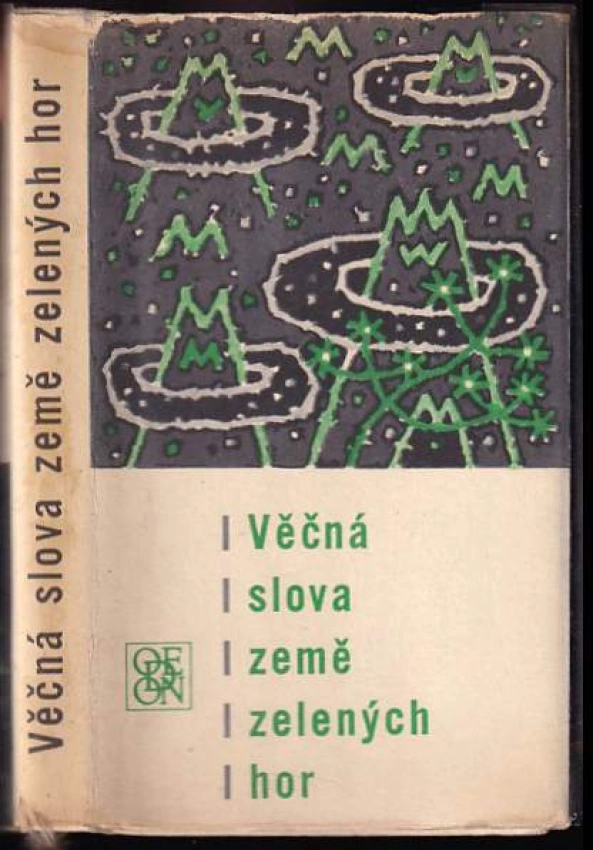 Věčná slova země zelených hor
Věčná
slova
země
zelených
hor
ODEON